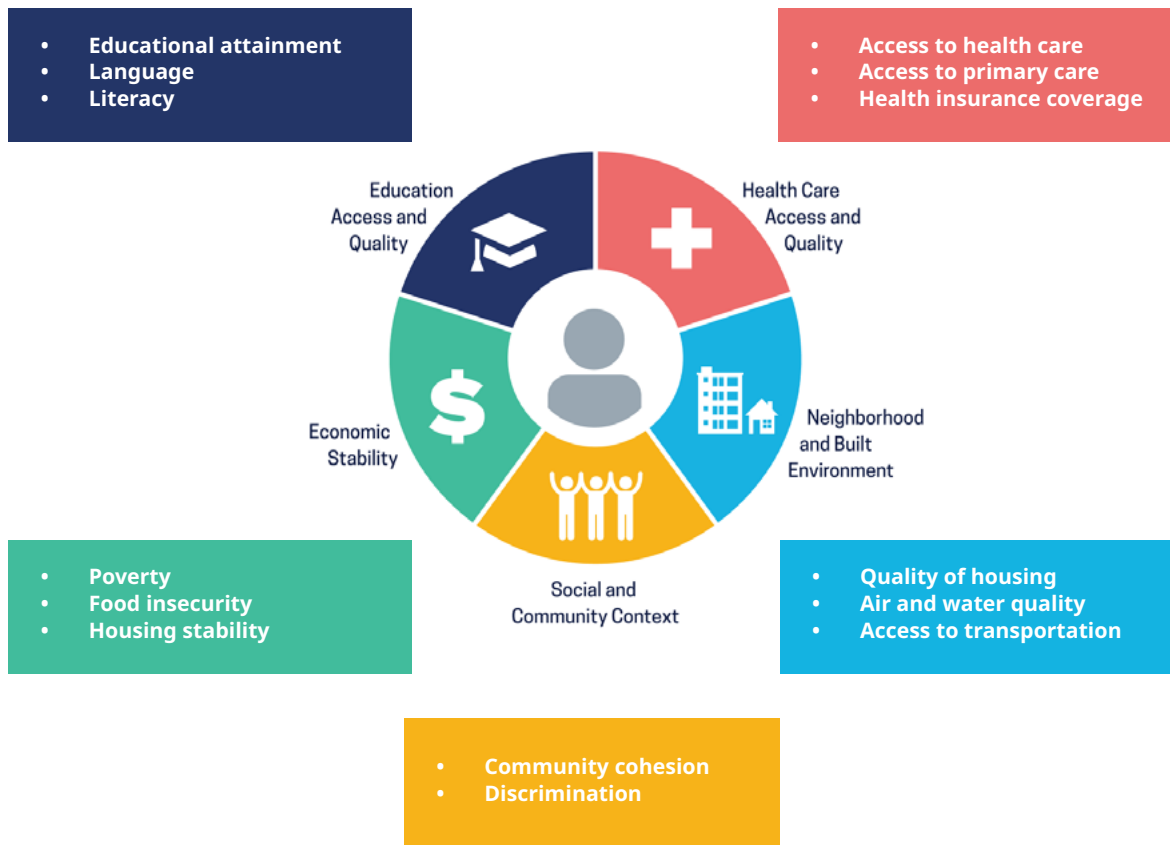 • Educational attainment
• Language
• Literacy
• Access to health care
• Access to primary care
• Health insurance coverage
Education
Access and
Quality
Health Care
Access and
Quality
$
Economic
Stability
Neighborhood
and Built
Environment
Social and
Community Context
• Poverty
• Food insecurity
• Housing stability
• Quality of housing
• Air and water quality
• Access to transportation
• Community cohesion
• Discrimination